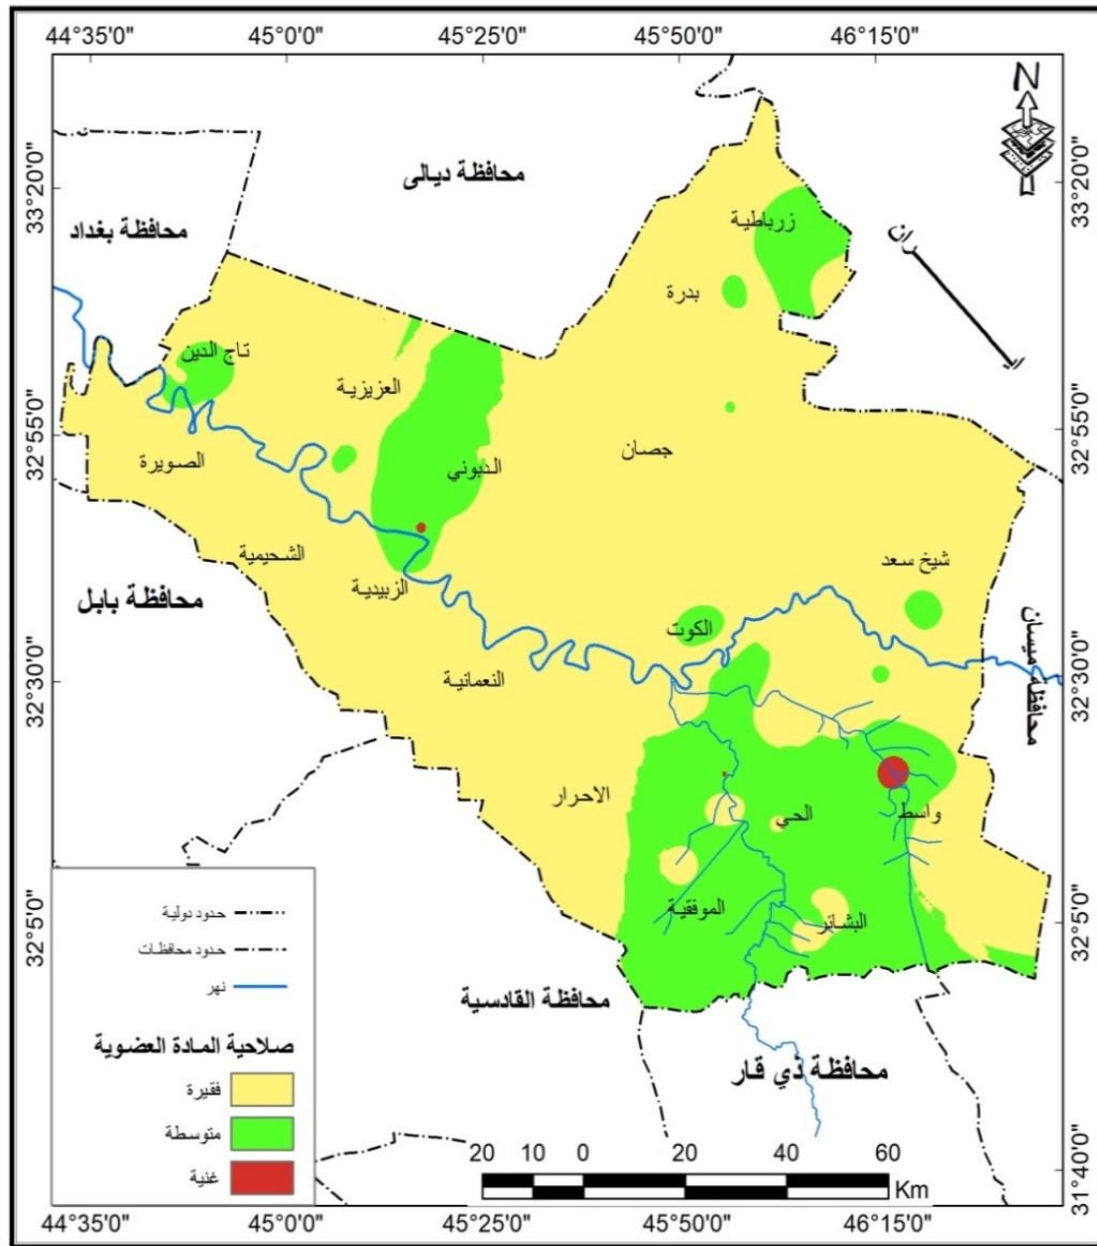 44°35'0"
45°0'0"
45°25'0"
45°50'0"
46°15'0"
N
محافظة ديالى
33°20'0"
33°20'0"
محافظة بغداد
زرباطية
بدرة
تاج الدين
العزيزية
32°55'0"
32°55'0"
الصويرة
الدبوني
جصان
الشحيمية
شيخ سعد
الزبيدية
محافظة بابل
الكوت
محافظة ميسان
32°30'0"
32°30'0"
النعمانية
الاحرار
الحي
واسط
الموفقية
البشائر
32°5'0"
32°5'0"
محافظة القادسية
محافظة ذي قار
حدود دولية
حدود محافظات
نهر
صلاحية المادة العضوية
فقيرة
متوسطة
غنية
31°40'0"
20 10 0 20 40 60
Km
44°35'0"
45°0'0"
45°25'0"
45°50'0"
46°15'0"